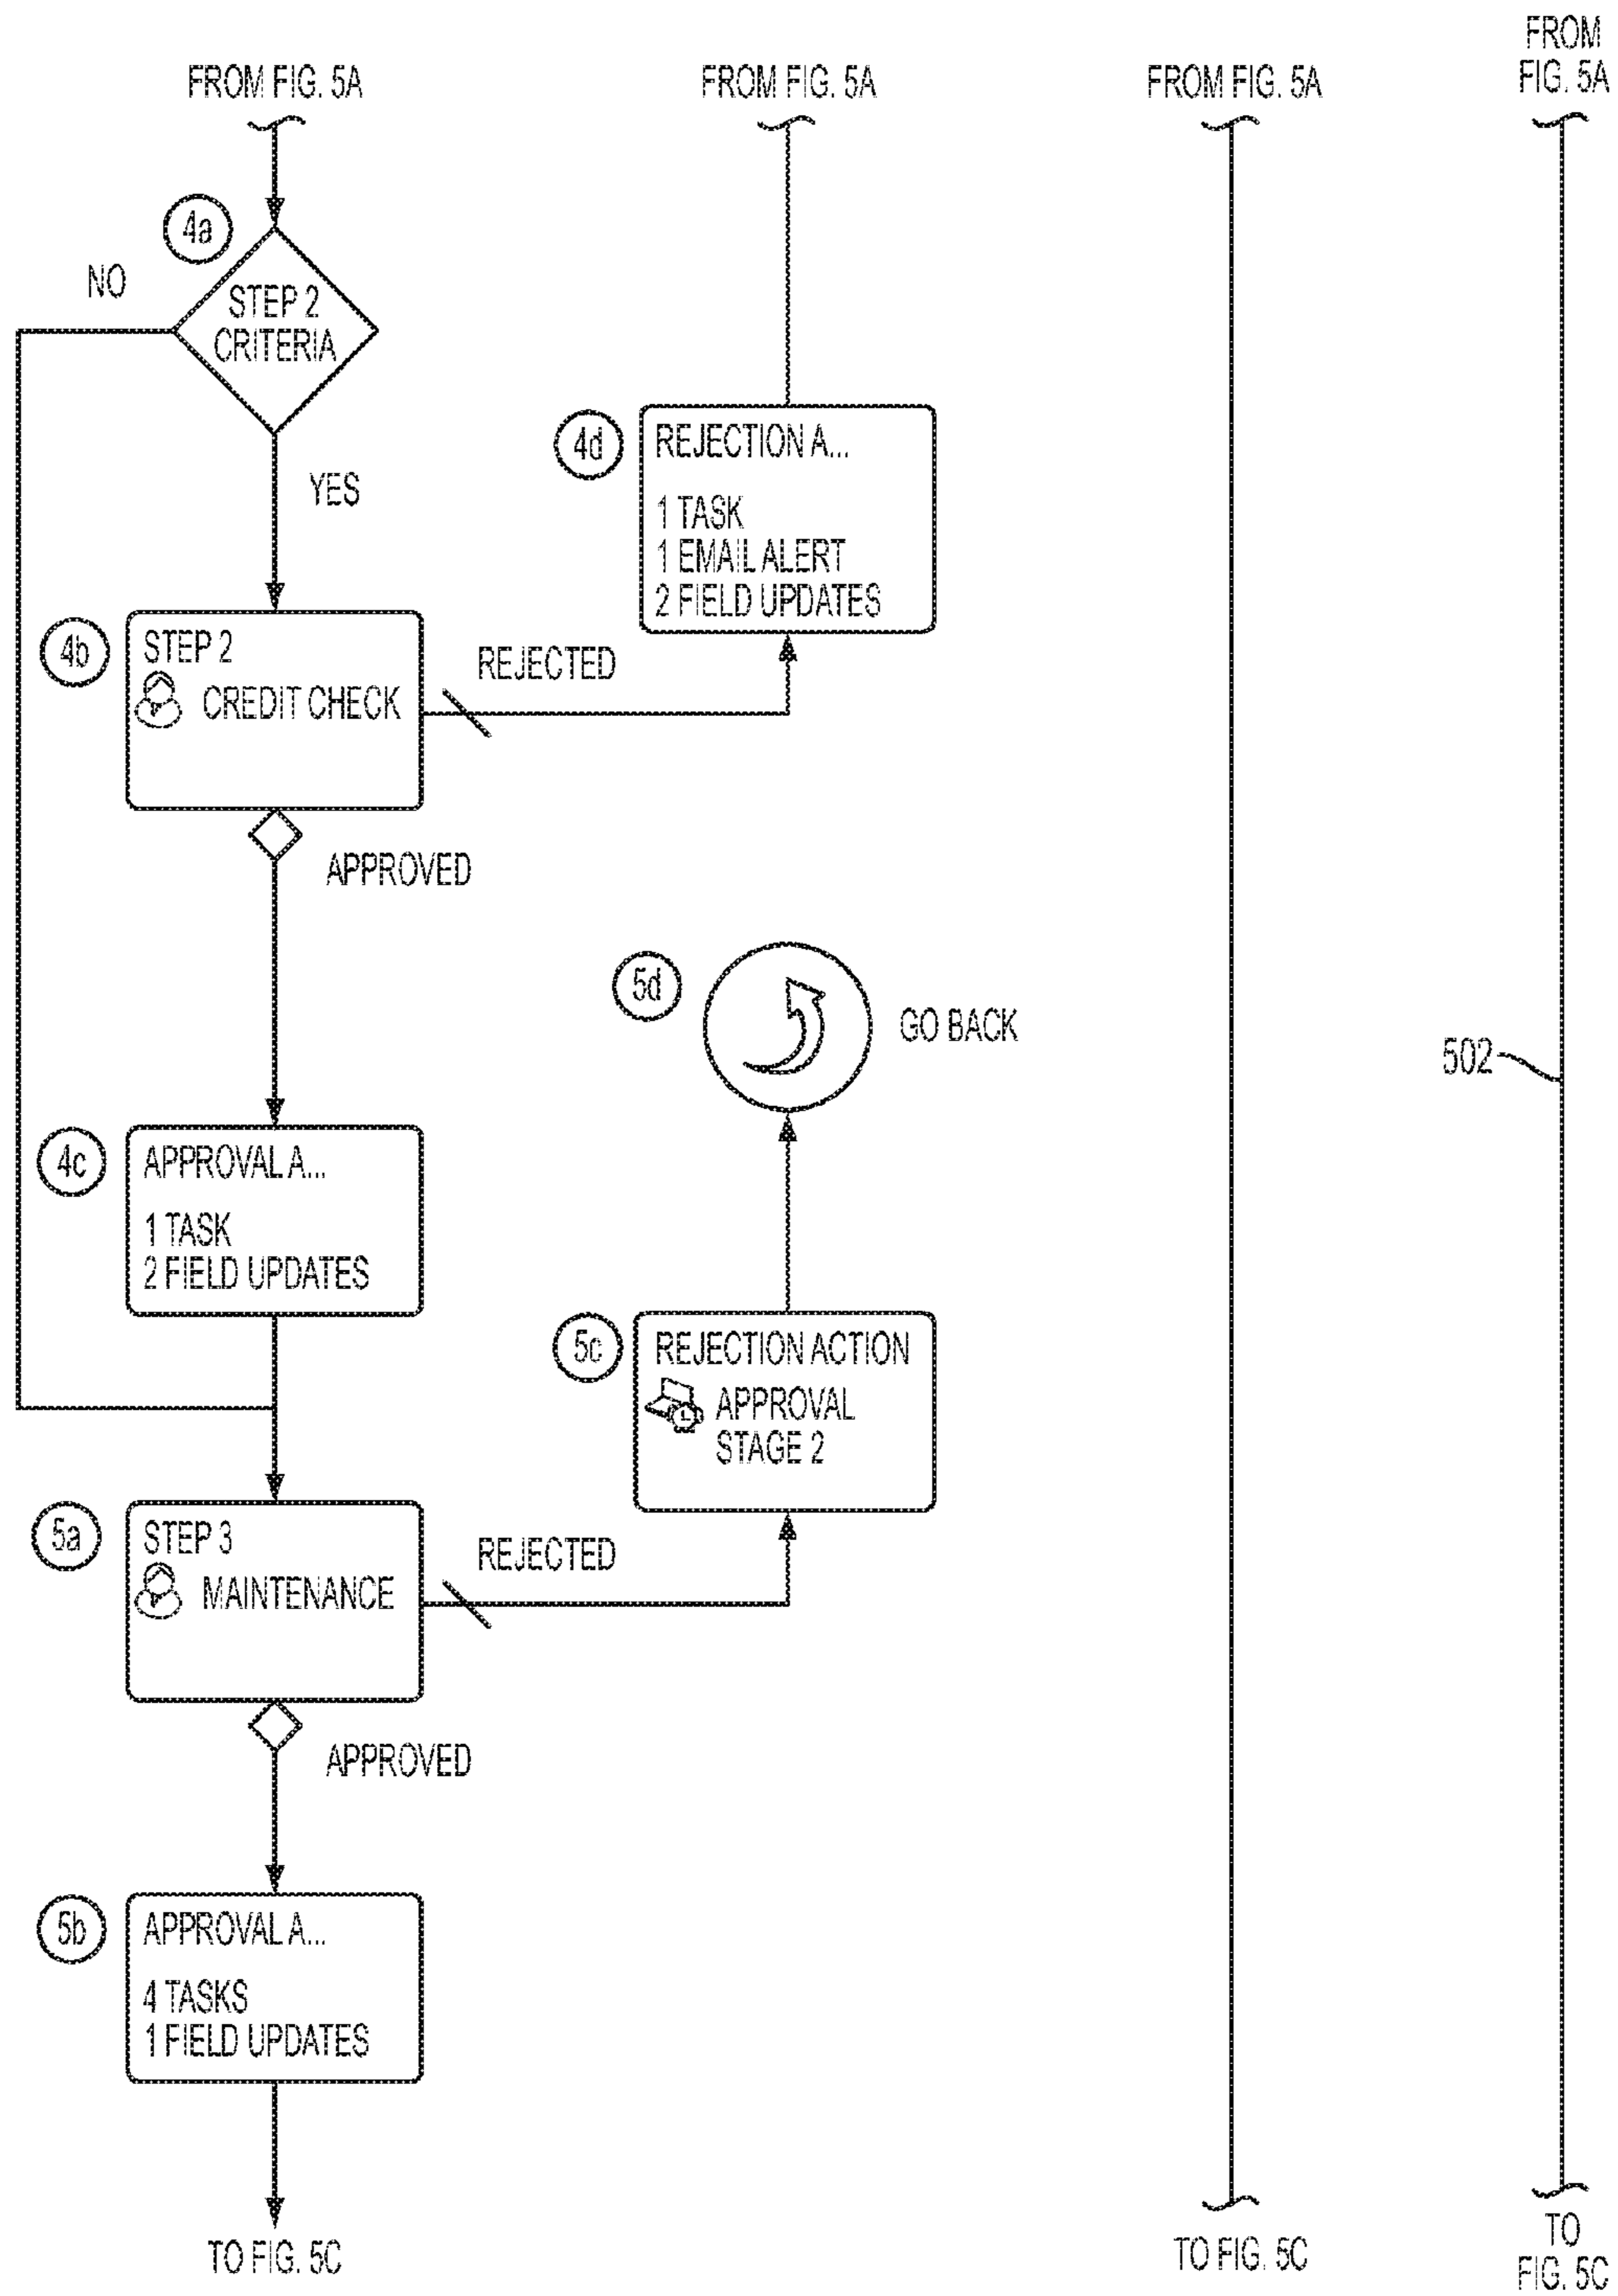 FROM FIG. 5A
FROM FIG. 5A
FROM FIG. 5A
FROM
FIG. 5A
4a
NO
STEP 2
CRITERIA
YES
4d
REJECTION A...
1 TASK
1 EMAIL ALERT
2 FIELD UPDATES
4b
STEP 2
CREDIT CHECK
REJECTED
APPROVED
5d
GO BACK
502
4c
APPROVAL A...
1 TASK
2 FIELD UPDATES
5c
REJECTION ACTION
APPROVAL
STAGE 2
5a
STEP 3
MAINTENANCE
REJECTED
APPROVED
5b
APPROVAL A...
4 TASKS
1 FIELD UPDATES
TO FIG. 5C
TO FIG. 5C
TO
FIG. 5C